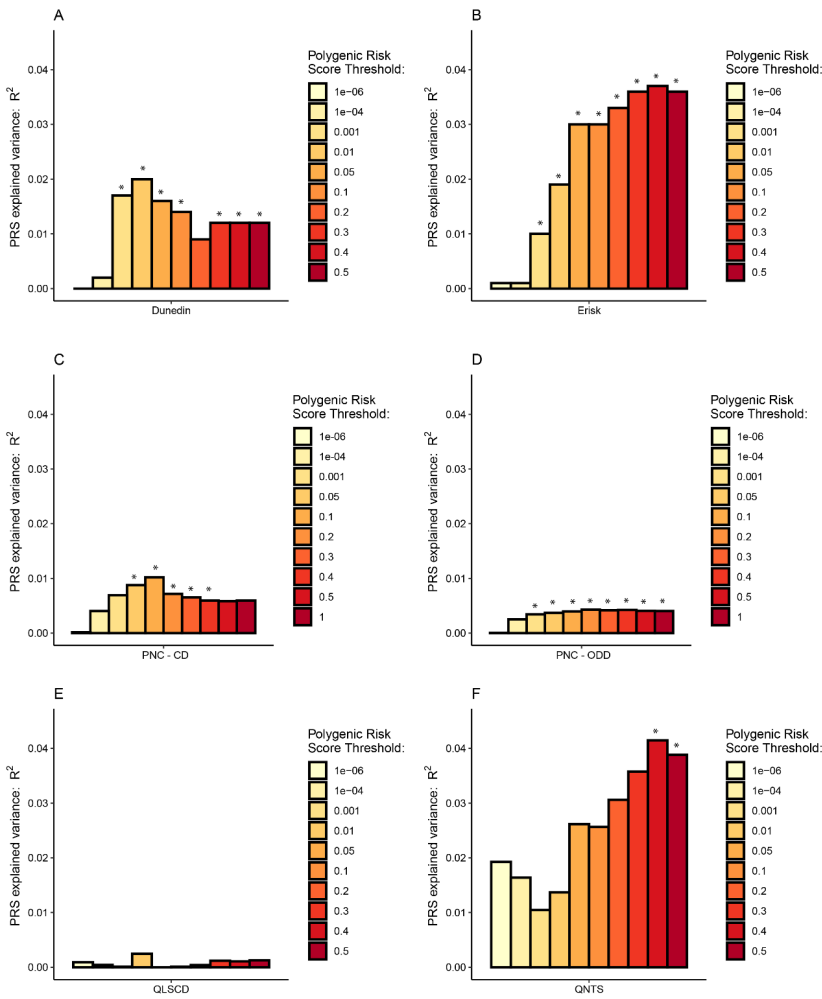 A
PRS explained variance: R2
0.04
0.03
0.02
0.01
0.00
* * * * * * *
Dunedin
Polygenic Risk
Score Threshold:
1e−06
1e−04
0.001
0.01
0.05
0.1
0.2
0.3
0.4
0.5
B
PRS explained variance: R2
0.04
0.03
0.02
0.01
0.00
* * * * * * * *
Erisk
Polygenic Risk
Score Threshold:
1e−06
1e−04
0.001
0.01
0.05
0.1
0.2
0.3
0.4
0.5
C
PRS explained variance: R2
0.04
0.03
0.02
0.01
0.00
* * * * *
PNC - CD
Polygenic Risk
Score Threshold:
1e−06
1e−04
0.001
0.05
0.1
0.2
0.3
0.4
0.5
1
D
PRS explained variance: R2
0.04
0.03
0.02
0.01
0.00
* * * * * * * *
PNC - ODD
Polygenic Risk
Score Threshold:
1e−06
1e−04
0.001
0.05
0.1
0.2
0.3
0.4
0.5
1
E
PRS explained variance: R2
0.04
0.03
0.02
0.01
0.00
QLSCD
Polygenic Risk
Score Threshold:
1e−06
1e−04
0.001
0.01
0.05
0.1
0.2
0.3
0.4
0.5
F
PRS explained variance: R2
0.04
0.03
0.02
0.01
0.00
* *
QNTS
Polygenic Risk
Score Threshold:
1e−06
1e−04
0.001
0.01
0.05
0.1
0.2
0.3
0.4
0.5